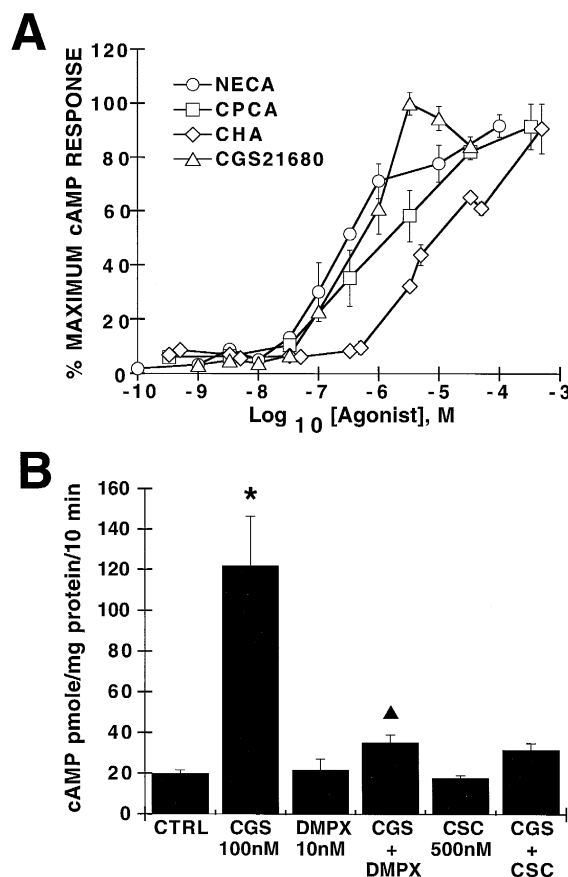 A
% MAXIMUM cAMP RESPONSE
120
100
80
60
40
20
0
NECA
CPCA
CHA
CGS21680
-10 -9 -8 -7 -6 -5 -4 -3
Log 10 [Agonist], M
B
cAMP pmole/mg protein/10 min
160
140
120
100
80
60
40
20
0
*
▲
CTRL CGS DMPX CGS CSC CGS
100nM 10nM + 500nM +
DMPX CSC